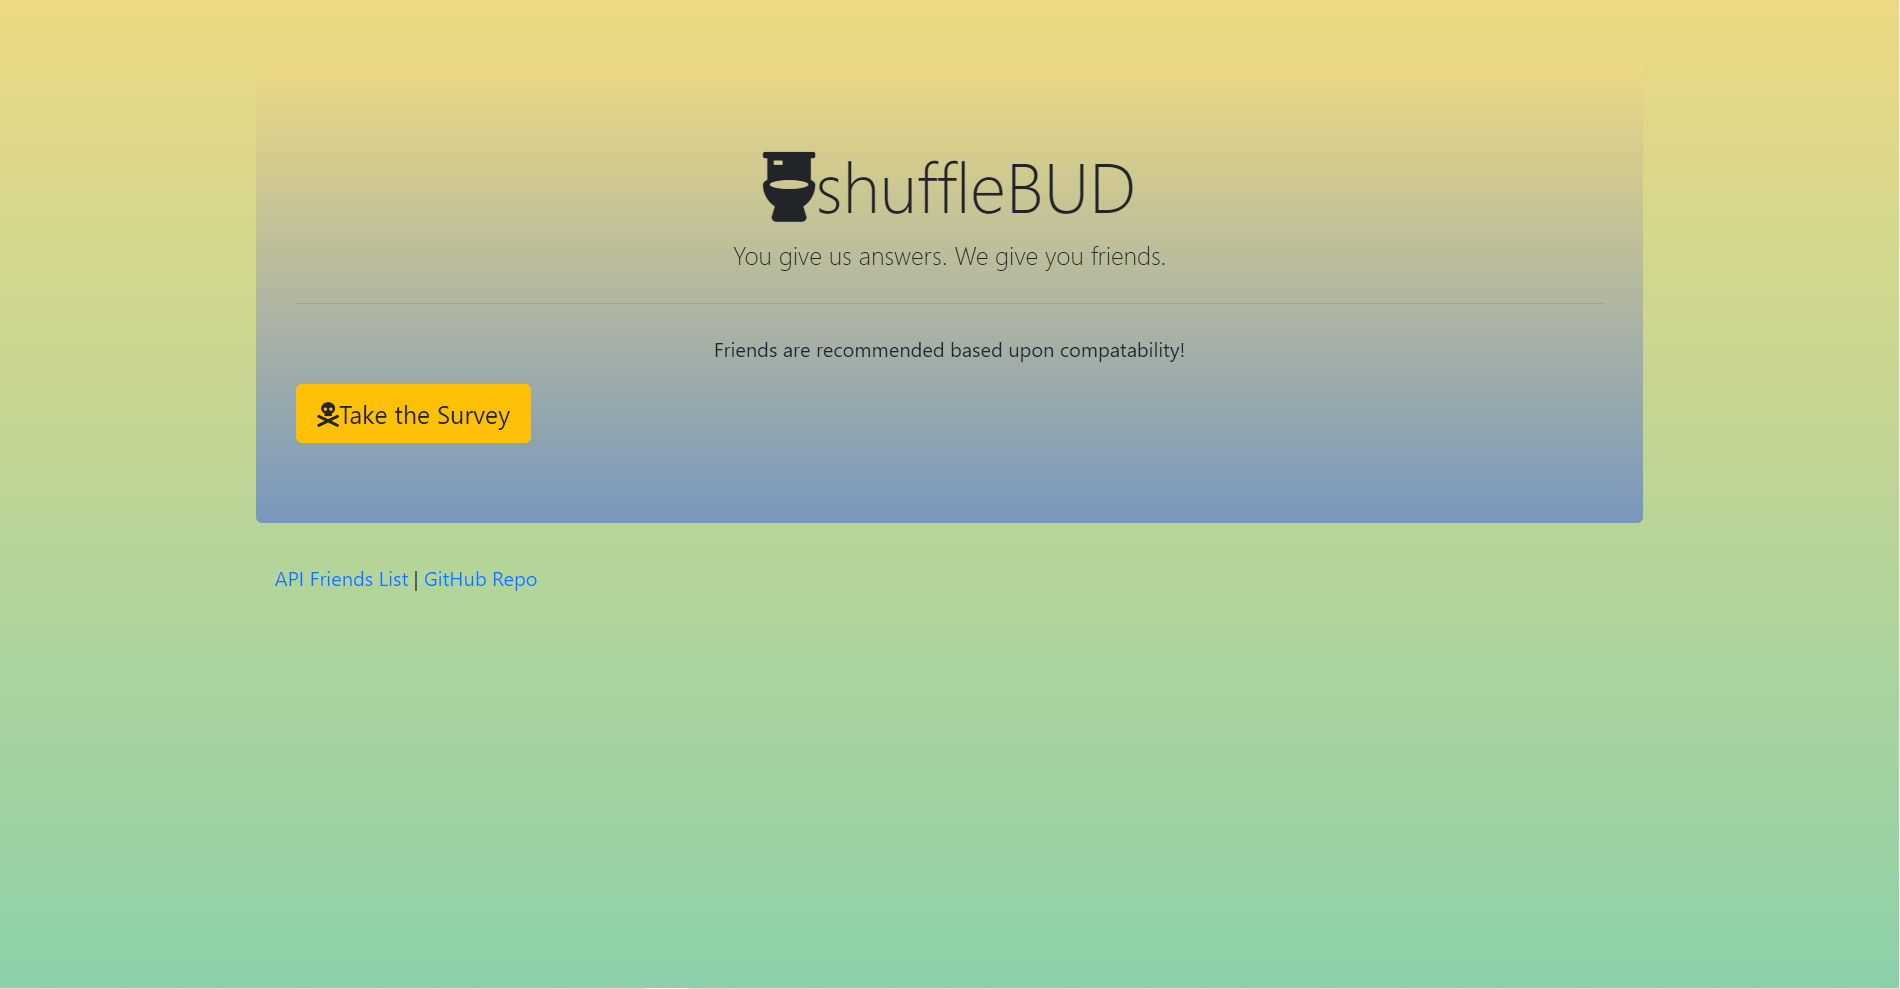 shuffleBUD
You give us answers. We give you friends.
Friends are recommended based upon compatability!
Take the Survey
API Friends List | GitHub Repo